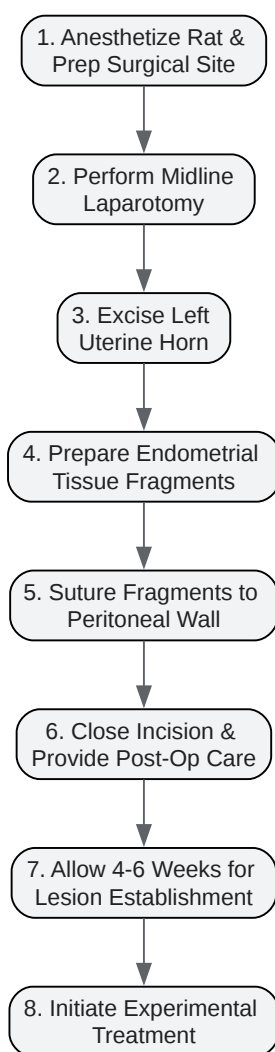 1. Anesthetize Rat &
Prep Surgical Site
2. Perform Midline
Laparotomy
3. Excise Left
Uterine Horn
4. Prepare Endometrial
Tissue Fragments
5. Suture Fragments to
Peritoneal Wall
6. Close Incision &
Provide Post-Op Care
7. Allow 4-6 Weeks for
Lesion Establishment
8. Initiate Experimental
Treatment